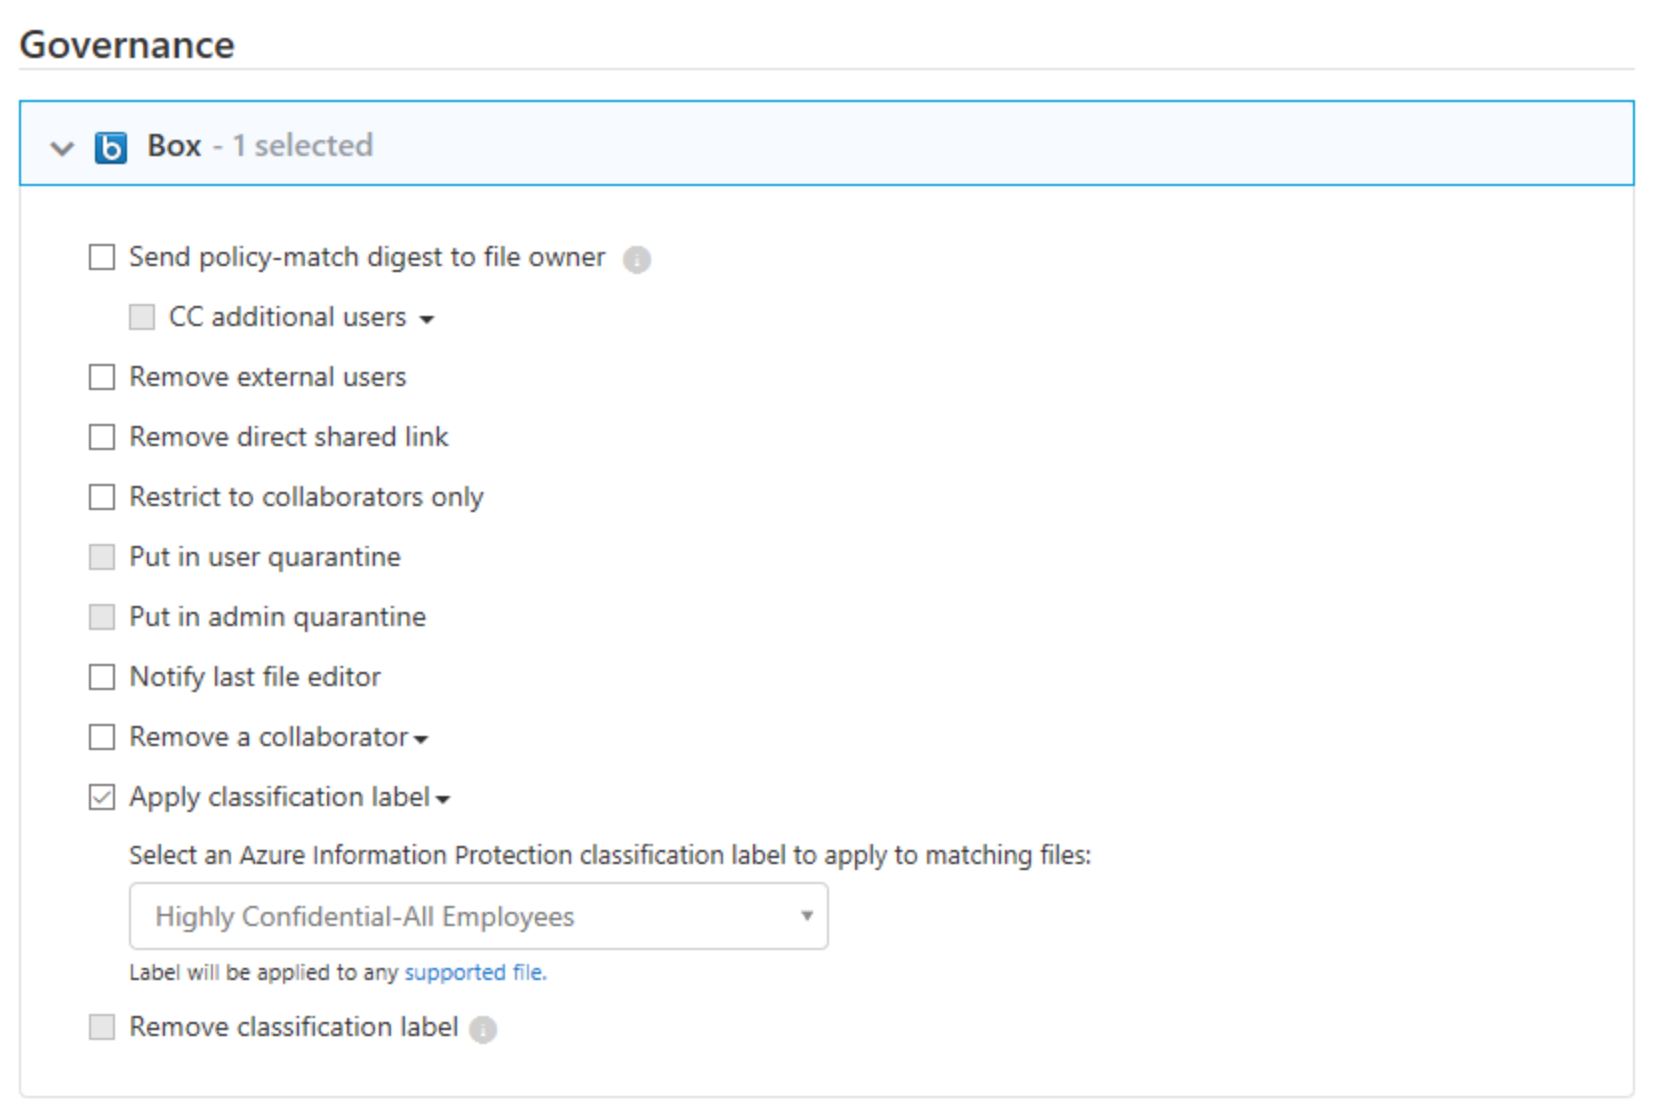 Governance
Box - 1 selected
Send policy-match digest to file owner
CC additional users
Remove external users
Remove direct shared link
Restrict to collaborators only
Put in user quarantine
Put in admin quarantine
Notify last file editor
Remove a collaborator
Apply classification label
Select an Azure Information Protection classification label to apply to matching files:
Highly Confidential-All Employees
Label will be applied to any supported file.
Remove classification label